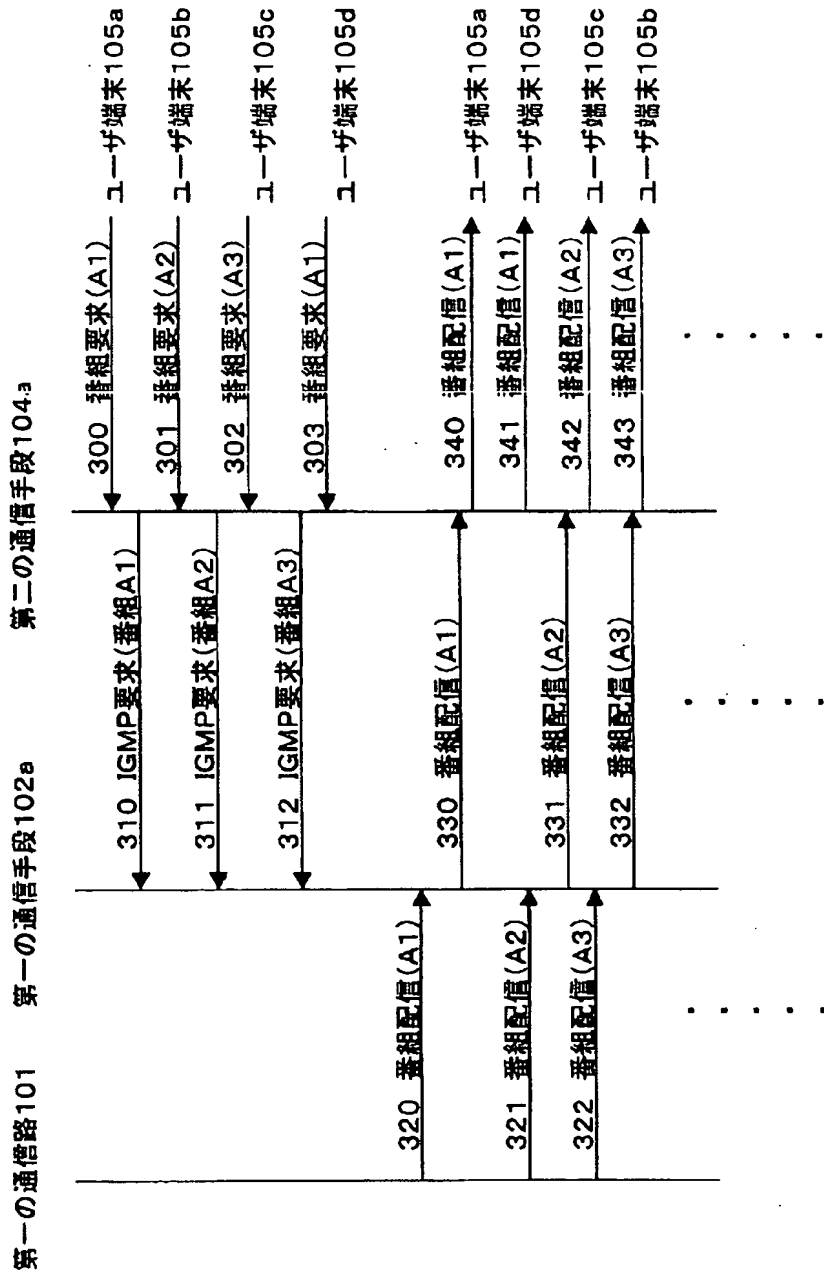 第一の通信路101
第一の通信手段102a
第二の通信手段104.a
300 番組要求(A1)
ユーザ端末105a
310 IGMP要求(番組A1)
301 番組要求(A2)
ユーザ端末105b
311 IGMP要求(番組A2)
302 番組要求(A3)
ユーザ端末105c
312 IGMP要求(番組A3)
303 番組要求(A1)
ユーザ端末105d
320 番組配信(A1)
330 番組配信(A1)
340 番組配信(A1)
ユーザ端末105a
341 番組配信(A1)
ユーザ端末105d
321 番組配信(A2)
331 番組配信(A2)
342 番組配信(A2)
ユーザ端末105c
322 番組配信(A3)
332 番組配信(A3)
343 番組配信(A3)
ユーザ端末105b